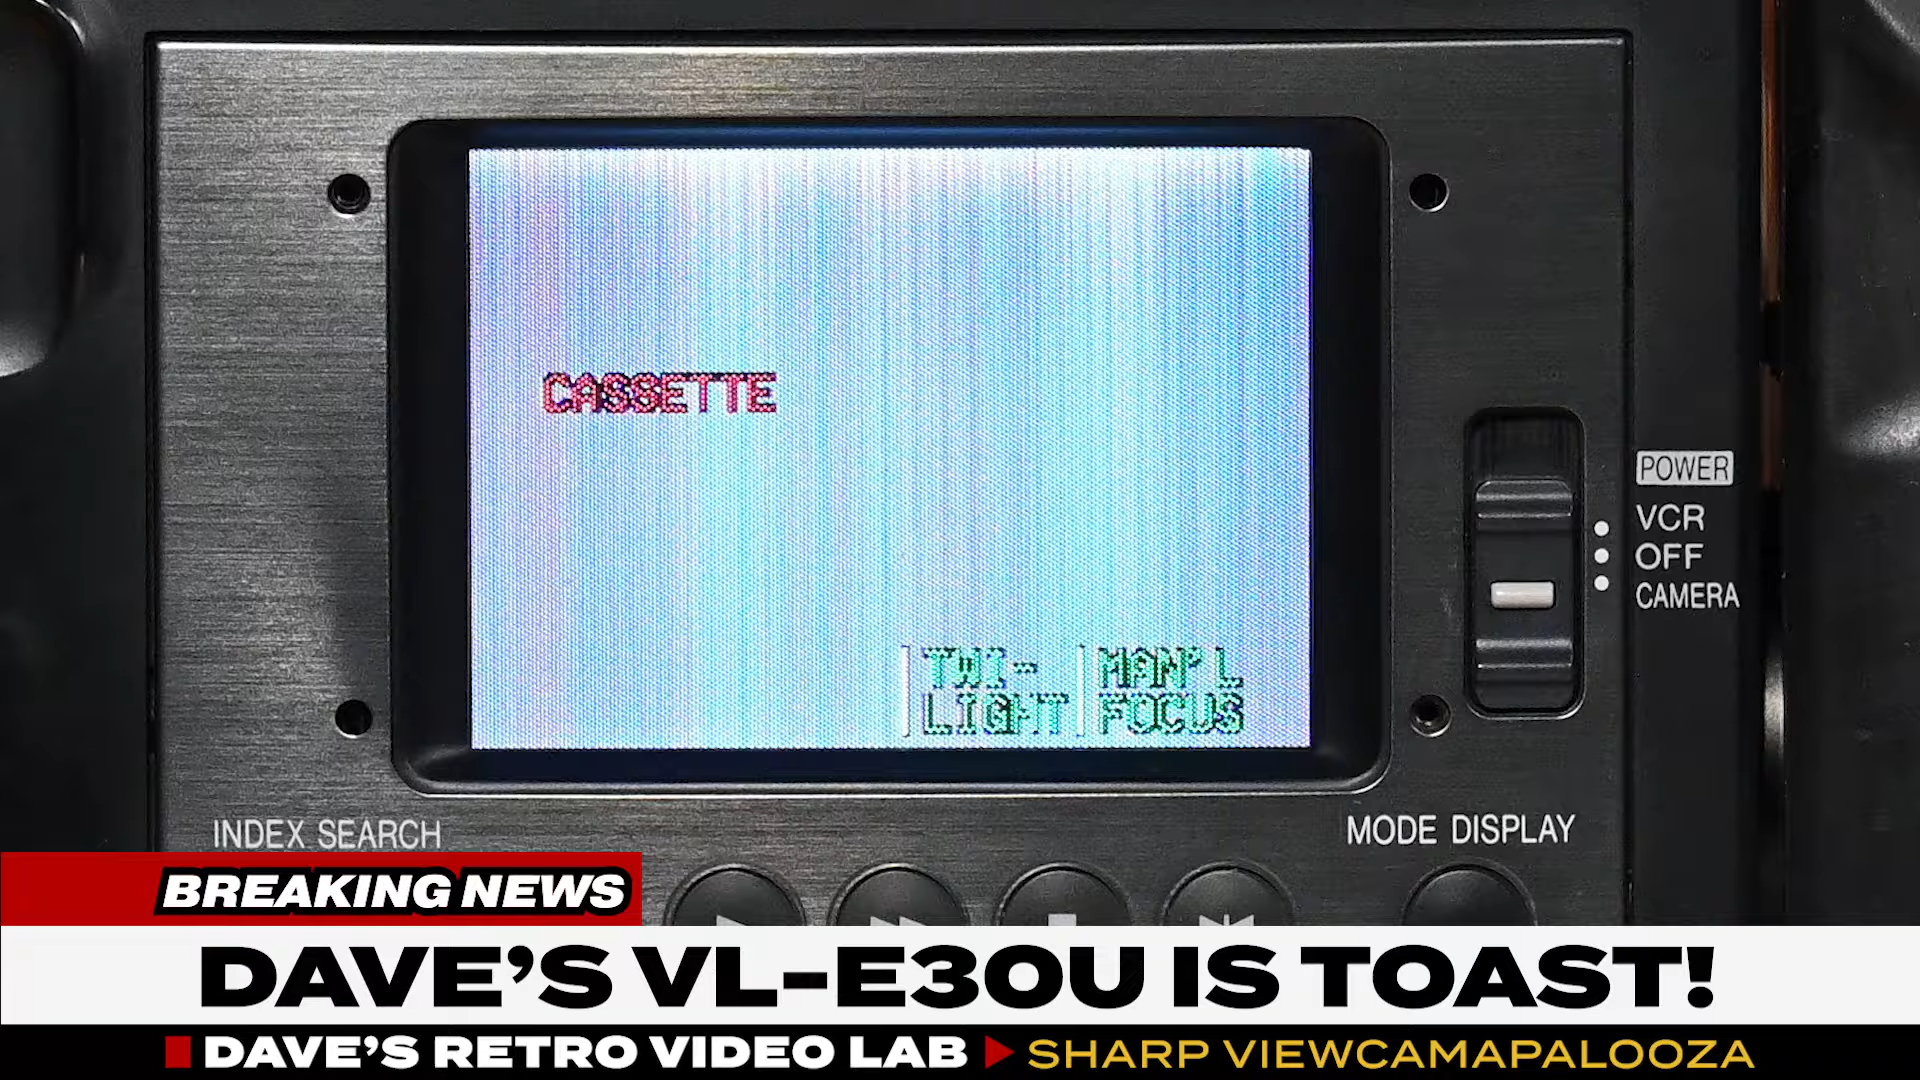 CASSETTE
POWER
VCR
OFF
CAMERA
TWI- MAN'L
LIGHT FOCUS
INDEX SEARCH
MODE DISPLAY
BREAKING NEWS
DAVE'S VL-E30U IS TOAST!
DAVE'S RETRO VIDEO LAB SHARP VIEWCAMAPALOOZA